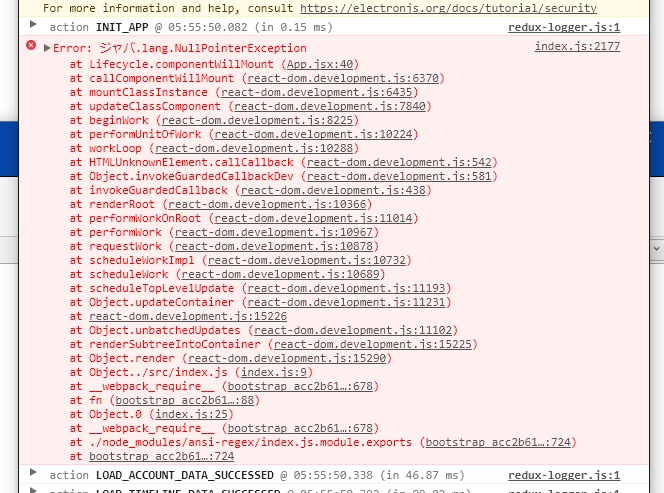 For more information and help, consult https://electronjs.org/docs/tutorial/security
action INIT_APP @ 05:55:50.082 (in 0.15 ms) redux-logger.js:1
Error: ジャバ.lang.NullPointerException index.js:2177
at Lifecycle.componentWillMount (App.jsx:40)
at callComponentWillMount (react-dom.development.js:6370)
at mountClassInstance (react-dom.development.js:6435)
at updateClassComponent (react-dom.development.js:7840)
at beginWork (react-dom.development.js:8225)
at performUnitOfWork (react-dom.development.js:10224)
at workLoop (react-dom.development.js:10288)
at HTMLUnknownElement.callCallback (react-dom.development.js:542)
at Object.invokeGuardedCallbackDev (react-dom.development.js:581)
at invokeGuardedCallback (react-dom.development.js:438)
at renderRoot (react-dom.development.js:10366)
at performWorkOnRoot (react-dom.development.js:11014)
at performWork (react-dom.development.js:10967)
at requestWork (react-dom.development.js:10878)
at scheduleWorkImpl (react-dom.development.js:10732)
at scheduleWork (react-dom.development.js:10689)
at scheduleTopLevelUpdate (react-dom.development.js:11193)
at Object.updateContainer (react-dom.development.js:11231)
at react-dom.development.js:15226
at Object.unbatchedUpdates (react-dom.development.js:11102)
at renderSubtreeIntoContainer (react-dom.development.js:15225)
at Object.render (react-dom.development.js:15290)
at Object../src/index.js (index.js:9)
at __webpack_require__ (bootstrap acc2b61…:678)
at fn (bootstrap acc2b61…:88)
at Object.0 (index.js:25)
at __webpack_require__ (bootstrap acc2b61…:678)
at ./node_modules/ansi-regex/index.js.module.exports (bootstrap acc2b61…:724)
at bootstrap acc2b61…:724
action LOAD_ACCOUNT_DATA_SUCCESSED @ 05:55:50.338 (in 46.87 ms) redux-logger.js:1